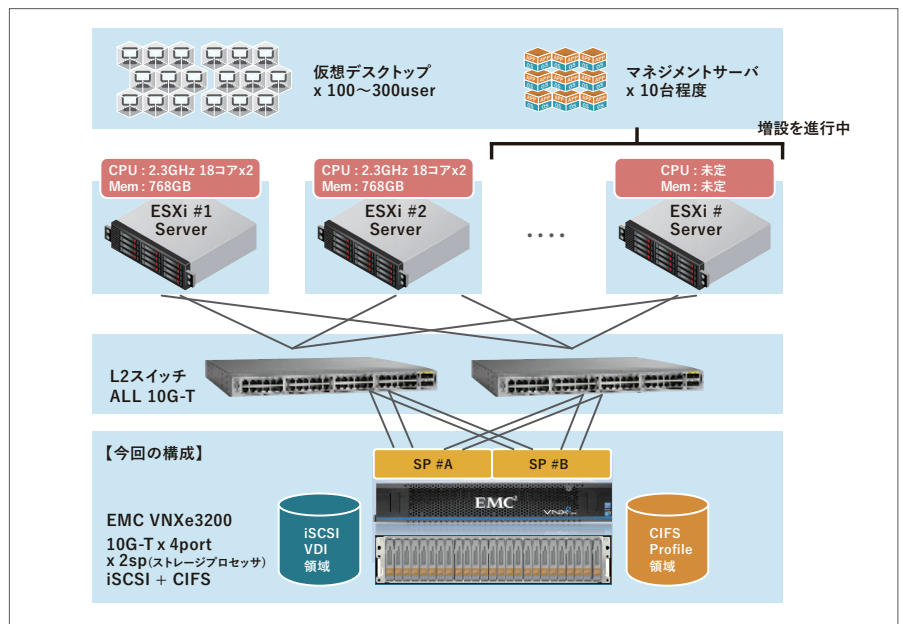 仮想デスクトップ
x 100～300user
マネジメントサーバ
x 10台程度
増設を進行中
CPU : 2.3GHz 18コアx2
Mem : 768GB
ESXi #1
Server
CPU : 2.3GHz 18コアx2
Mem : 768GB
ESXi #2
Server
....
CPU : 未定
Mem : 未定
ESXi #
Server
L2スイッチ
ALL 10G-T
【今回の構成】
SP #A
SP #B
EMC VNXe3200
10G-T x 4port
x 2sp(ストレージプロセッサ)
iSCSI + CIFS
iSCSI
VDI
領域
EMC²
VNXe
CIFS
Profile
領域